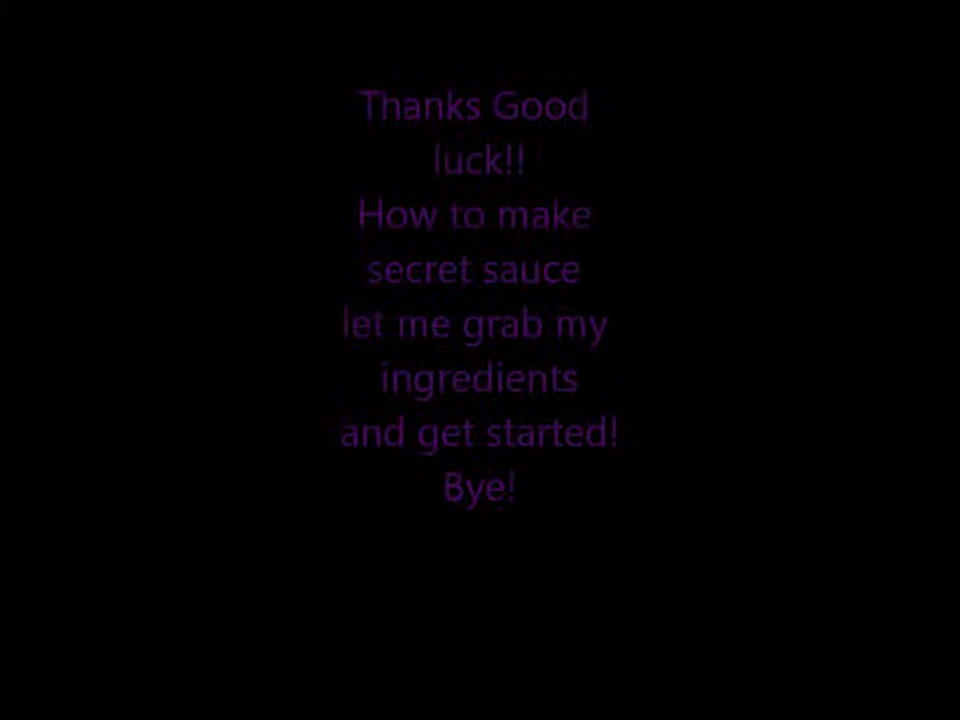 Thanks Good
luck!!
How to make
secret sauce
let me grab my
ingredients
and get started!
Bye!